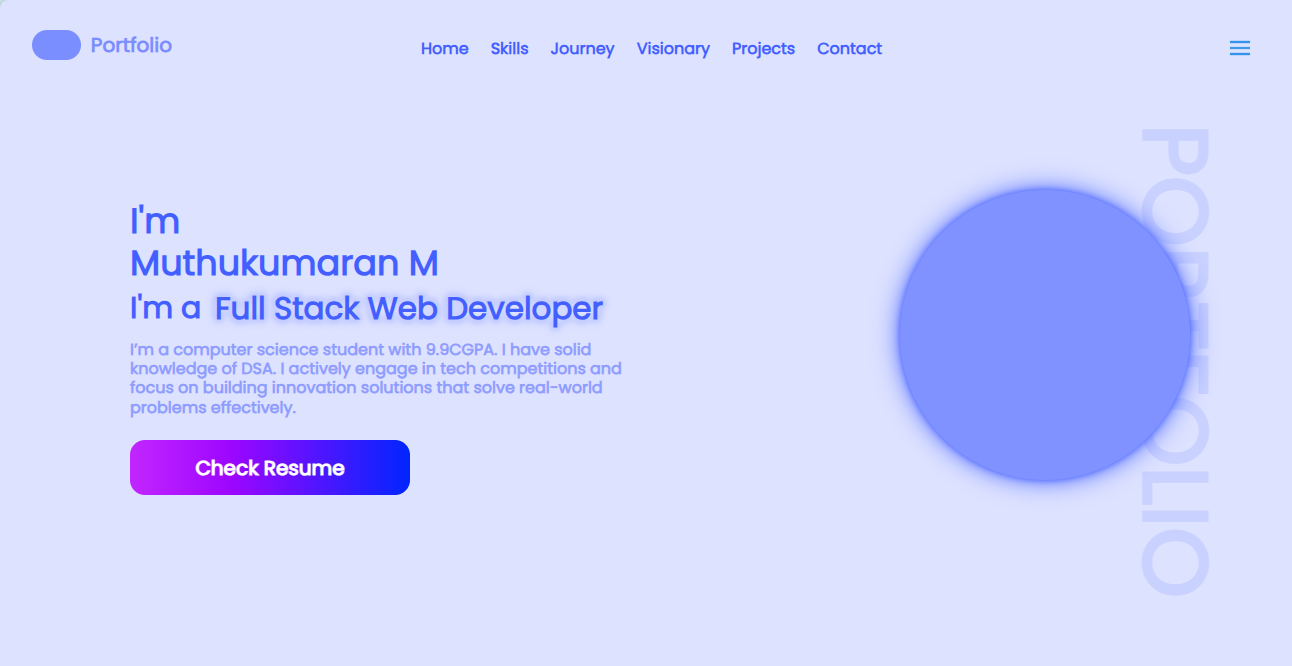 Portfolio
Home Skills Journey Visionary Projects Contact
I'm
Muthukumaran M
I'm a Full Stack Web Developer
I’m a computer science student with 9.9CGPA. I have solid
knowledge of DSA. I actively engage in tech competitions and
focus on building innovation solutions that solve real-world
problems effectively.
Check Resume
PORTFOLIO